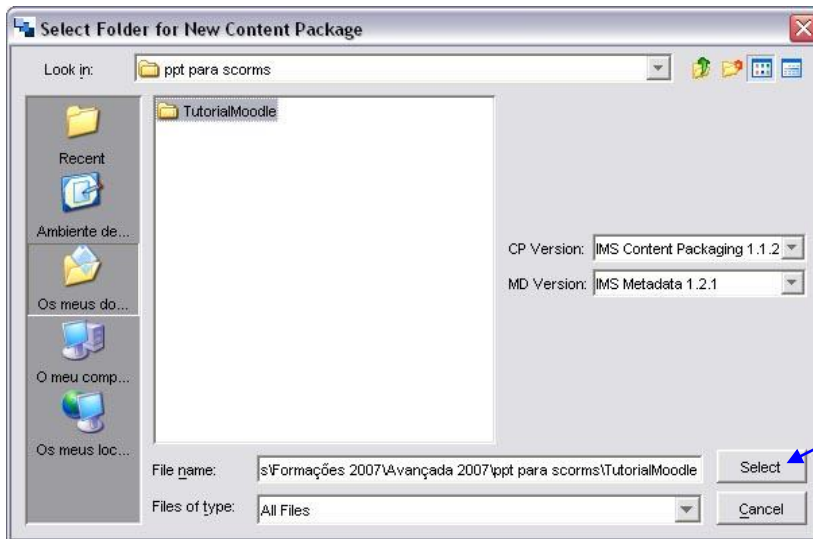 Select Folder for New Content Package
Look in: ppt para scorms
TutorialMoodle
Recent
Ambiente de...
Os meus do...
O meu comp...
Os meus loc...
CP Version: IMS Content Packaging 1.1.2
MD Version: IMS Metadata 1.2.1
File name: s\Formações 2007\Avançada 2007\ppt para scorms\TutorialMoodle
Select
Files of type: All Files
Cancel